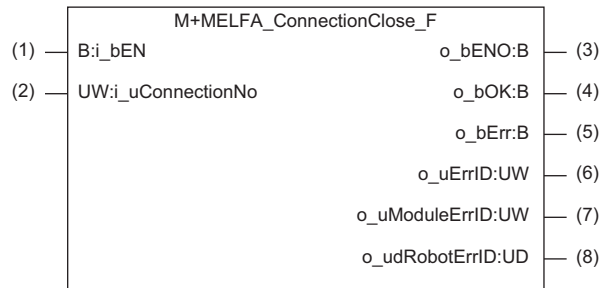 M+MELFA_ConnectionClose_F
(1) B:i_bEN o_bENO:B (3)
(2) UW:i_uConnectionNo o_bOK:B (4)
o_bErr:B (5)
o_uErrID:UW (6)
o_uModuleErrID:UW (7)
o_udRobotErrID:UD (8)